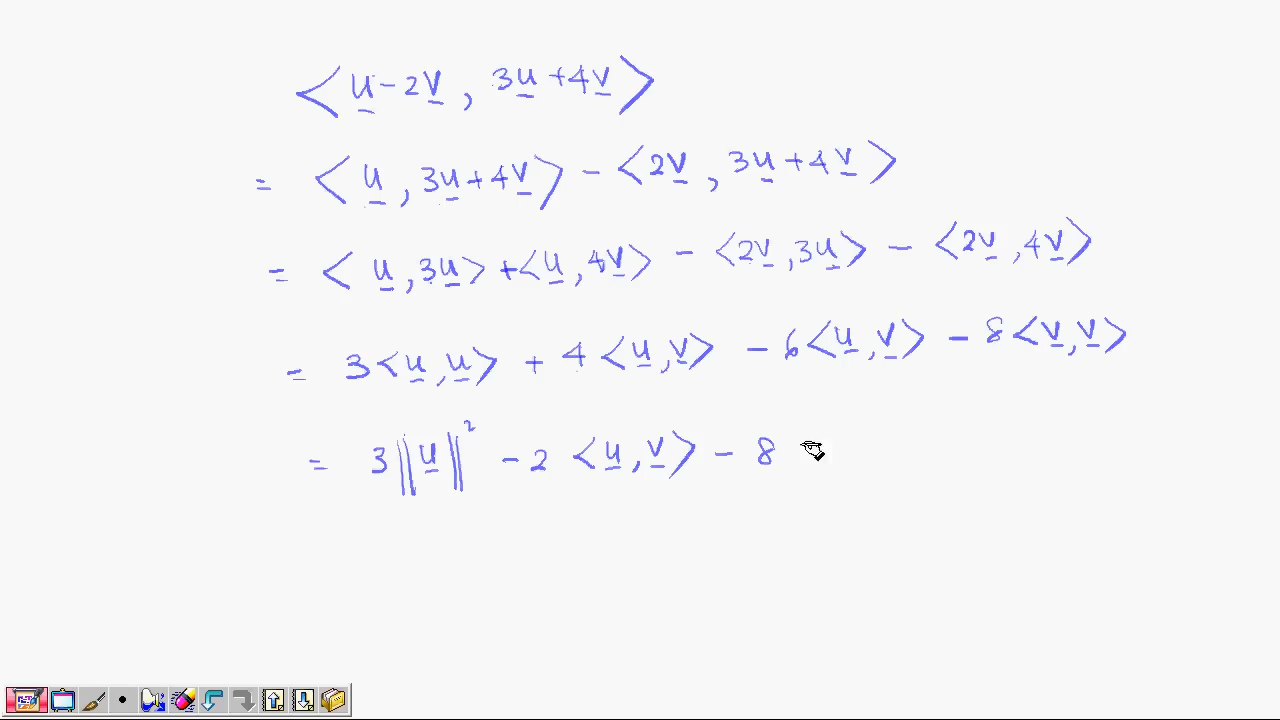 <u̲ - 2v̲, 3u̲ + 4v̲>
= <u̲, 3u̲ + 4v̲> - <2v̲, 3u̲ + 4v̲>
= <u̲, 3u̲> + <u̲, 4v̲> - <2v̲, 3u̲> - <2v̲, 4v̲>
= 3<u̲, u̲> + 4<u̲, v̲> - 6<u̲, v̲> - 8<v̲, v̲>
= 3||u̲||² - 2<u̲, v̲> - 8